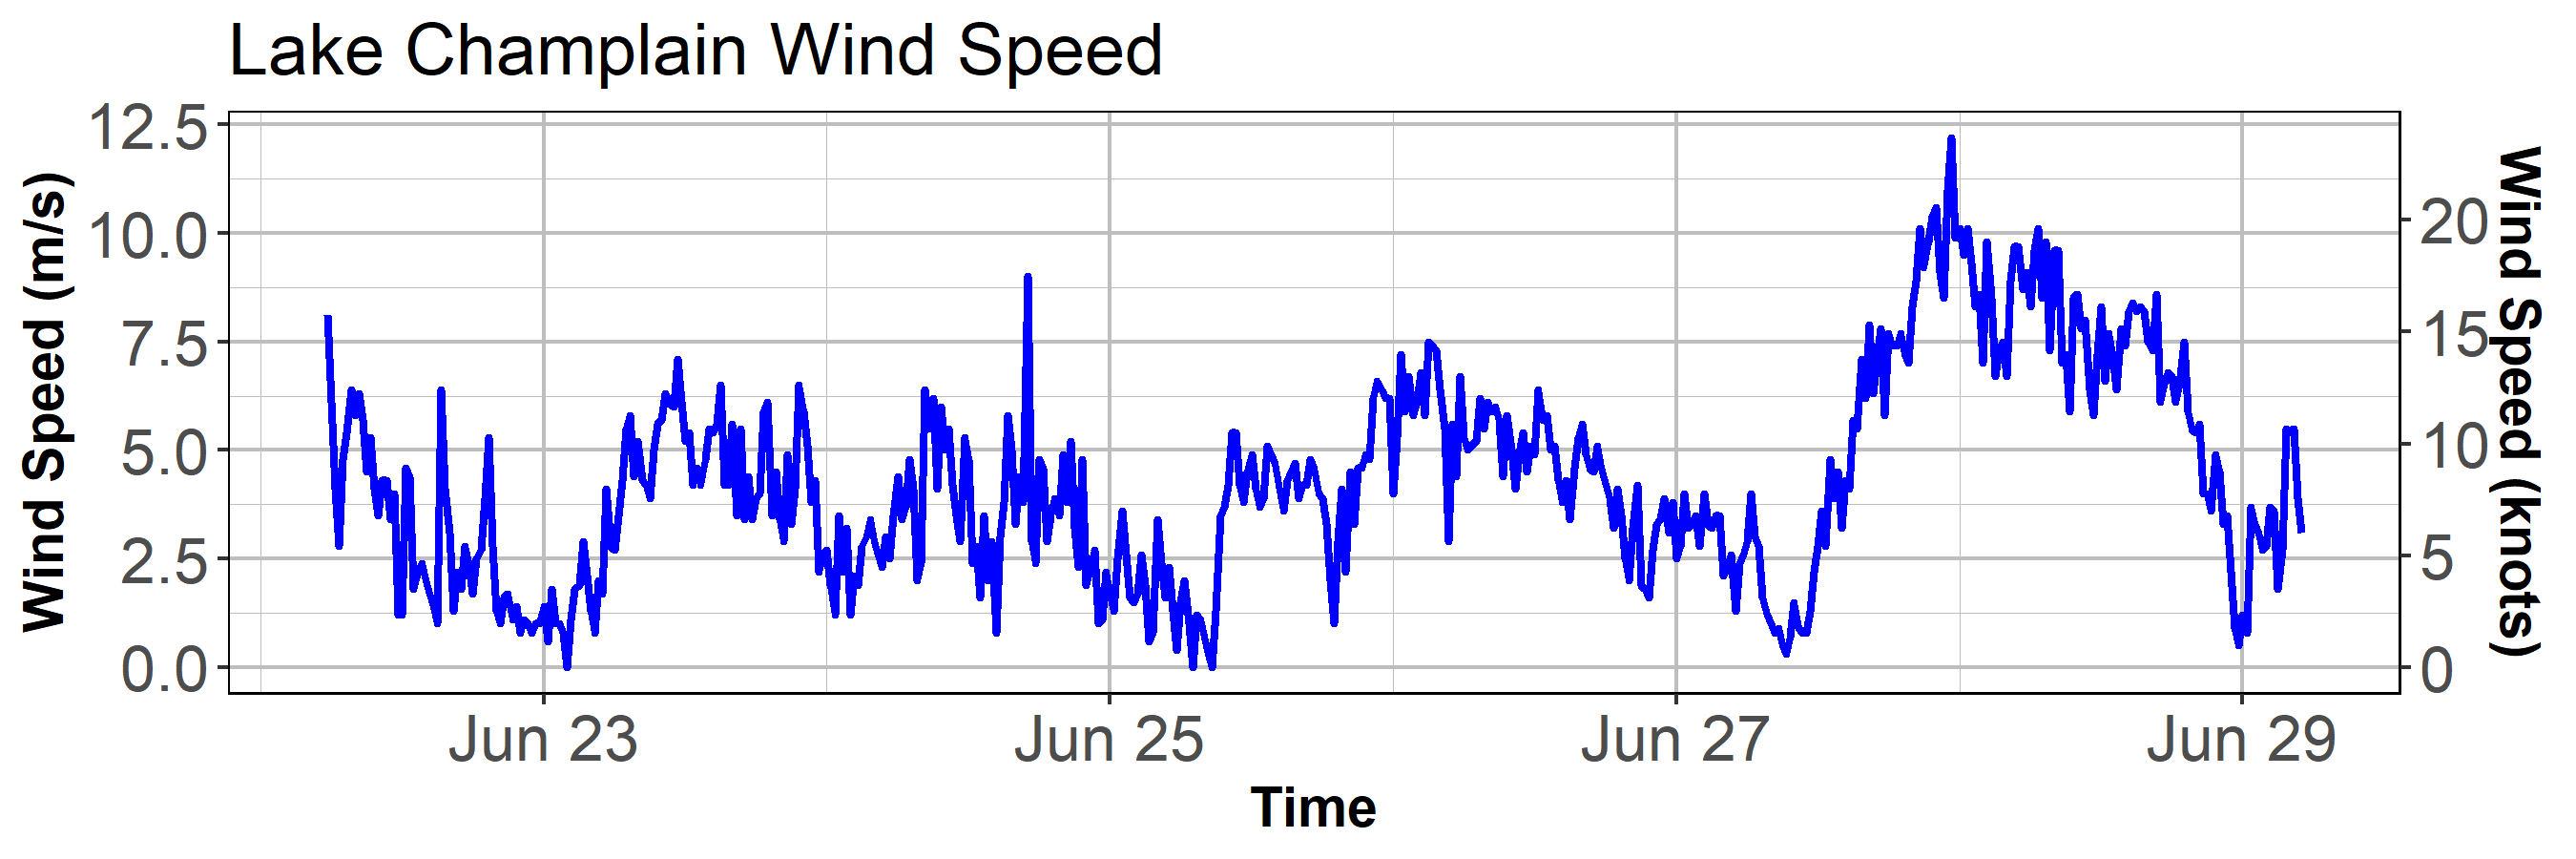 Lake Champlain Wind Speed
Wind Speed (m/s)
12.5
10.0
7.5
5.0
2.5
0.0
20
15
10
5
0
Wind Speed (knots)
Jun 23
Jun 25
Jun 27
Jun 29
Time